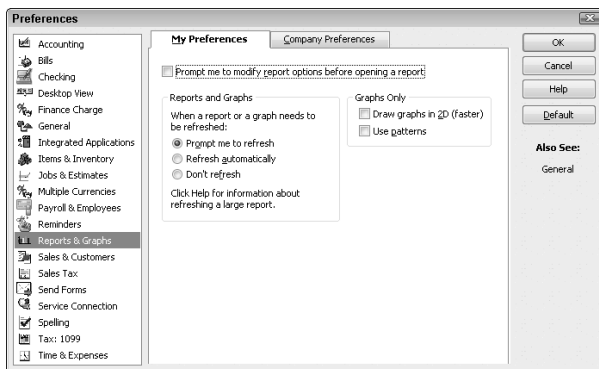 Preferences
Accounting
Bills
Checking
Desktop View
Finance Charge
General
Integrated Applications
Items & Inventory
Jobs & Estimates
Multiple Currencies
Payroll & Employees
Reminders
Reports & Graphs
Sales & Customers
Sales Tax
Send Forms
Service Connection
Spelling
Tax: 1099
Time & Expenses
My Preferences
Company Preferences
Prompt me to modify report options before opening a report
Reports and Graphs
When a report or a graph needs to
be refreshed:
Prompt me to refresh
Refresh automatically
Don't refresh
Click Help for information about
refreshing a large report.
Graphs Only
Draw graphs in 2D (faster)
Use patterns
OK
Cancel
Help
Default
Also See:
General